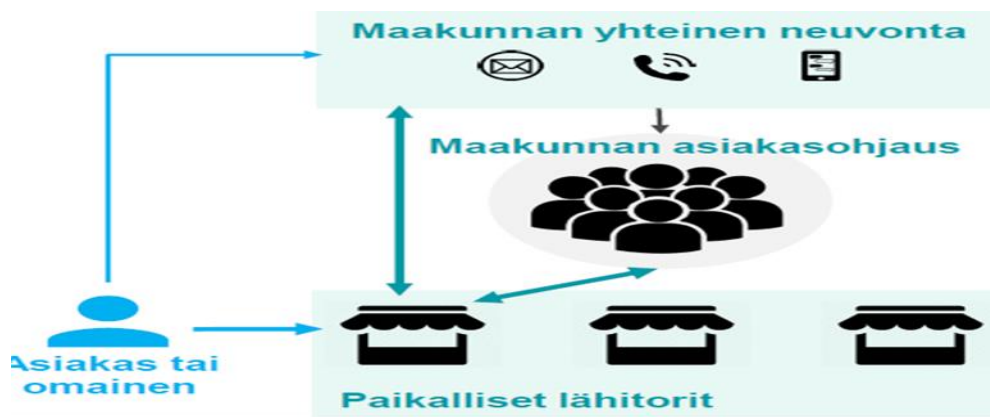 Maakunnan yhteinen neuvonta
Maakunnan asiakasohjaus
Asiakas tai
omainen
Paikalliset lähitorit